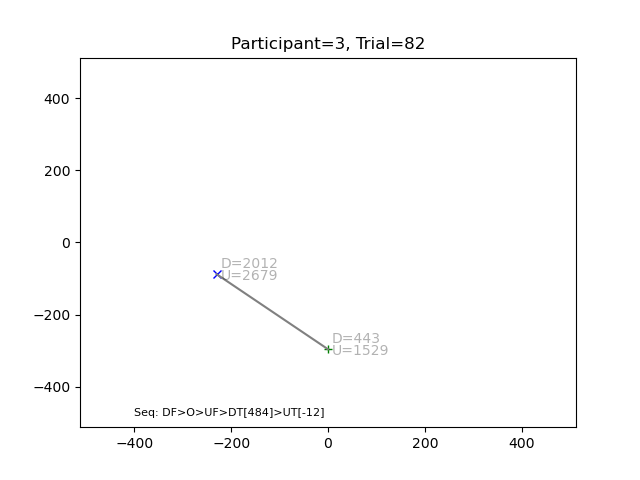 Participant=3, Trial=82
400
200
0
−200
−400
D=2012
U=2679
D=443
U=1529
Seq: DF>O>UF>DT[484]>UT[-12]
−400
−200
0
200
400